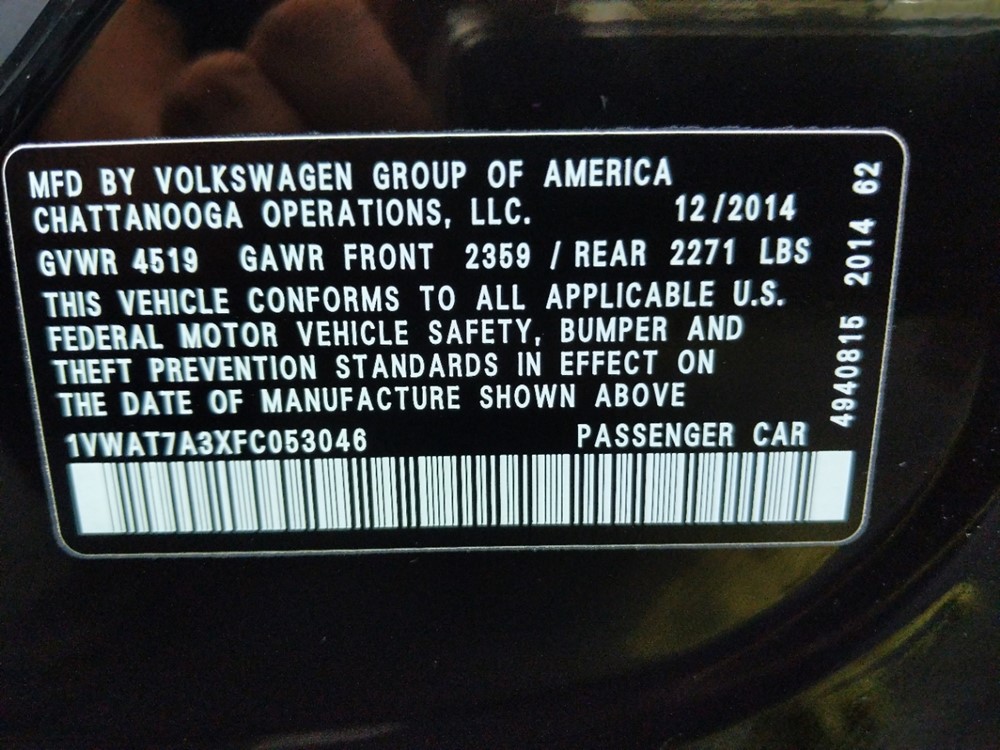 MFD BY VOLKSWAGEN GROUP OF AMERICA
CHATTANOOGA OPERATIONS, LLC. 12/2014
GVWR 4519 GAWR FRONT 2359 / REAR 2271 LBS
THIS VEHICLE CONFORMS TO ALL APPLICABLE U.S.
FEDERAL MOTOR VEHICLE SAFETY, BUMPER AND
THEFT PREVENTION STANDARDS IN EFFECT ON
THE DATE OF MANUFACTURE SHOWN ABOVE
1VWAT7A3XFC053046 PASSENGER CAR
4940815 2014 62